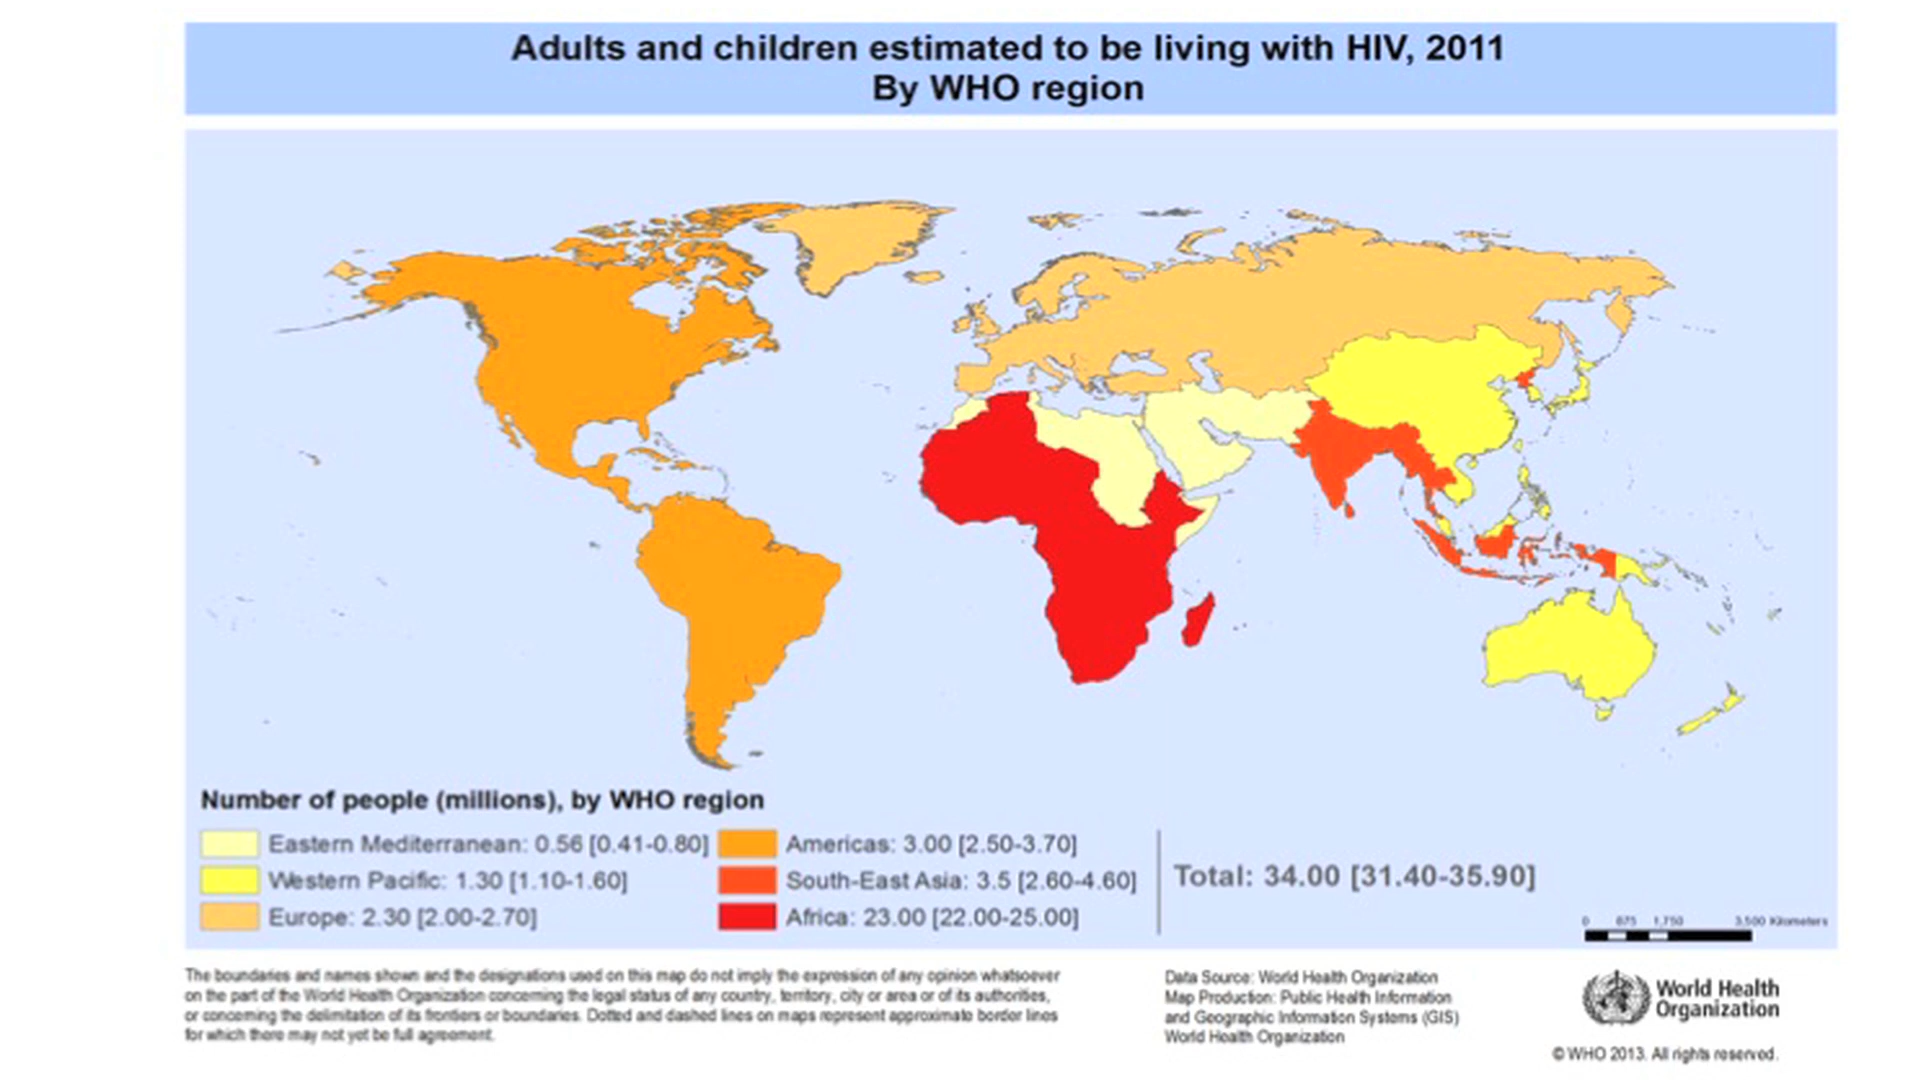 Adults and children estimated to be living with HIV, 2011
By WHO region
Number of people (millions), by WHO region
Eastern Mediterranean: 0.56 [0.41-0.80]
Western Pacific: 1.30 [1.10-1.60]
Europe: 2.30 [2.00-2.70]
Americas: 3.00 [2.50-3.70]
South-East Asia: 3.5 [2.60-4.60]
Africa: 23.00 [22.00-25.00]
Total: 34.00 [31.40-35.90]
0 875 1,750 3,500 Kilometers
The boundaries and names shown and the designations used on this map do not imply the expression of any opinion whatsoever
on the part of the World Health Organization concerning the legal status of any country, territory, city or area or of its authorities,
or concerning the delimitation of its frontiers or boundaries. Dotted and dashed lines on maps represent approximate border lines
for which there may not yet be full agreement.
Data Source: World Health Organization
Map Production: Public Health Information
and Geographic Information Systems (GIS)
World Health Organization
World Health
Organization
© WHO 2013. All rights reserved.